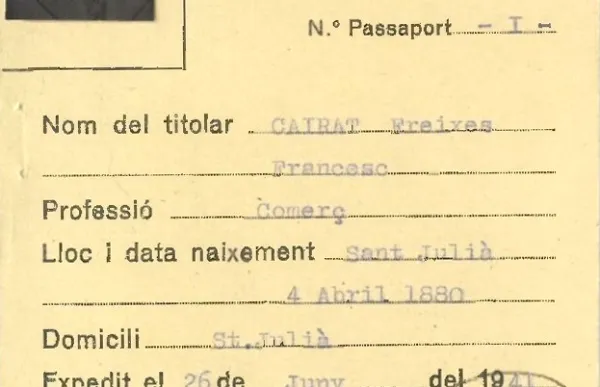 N.º Passaport - I -
Nom del titolar CAIRAT Freixes
Francesc
Professió Comerç
Lloc i data naixement Sant Julià
4 Abril 1880
Domicili St.Julià
Expedit el 26 de Juny del 1941